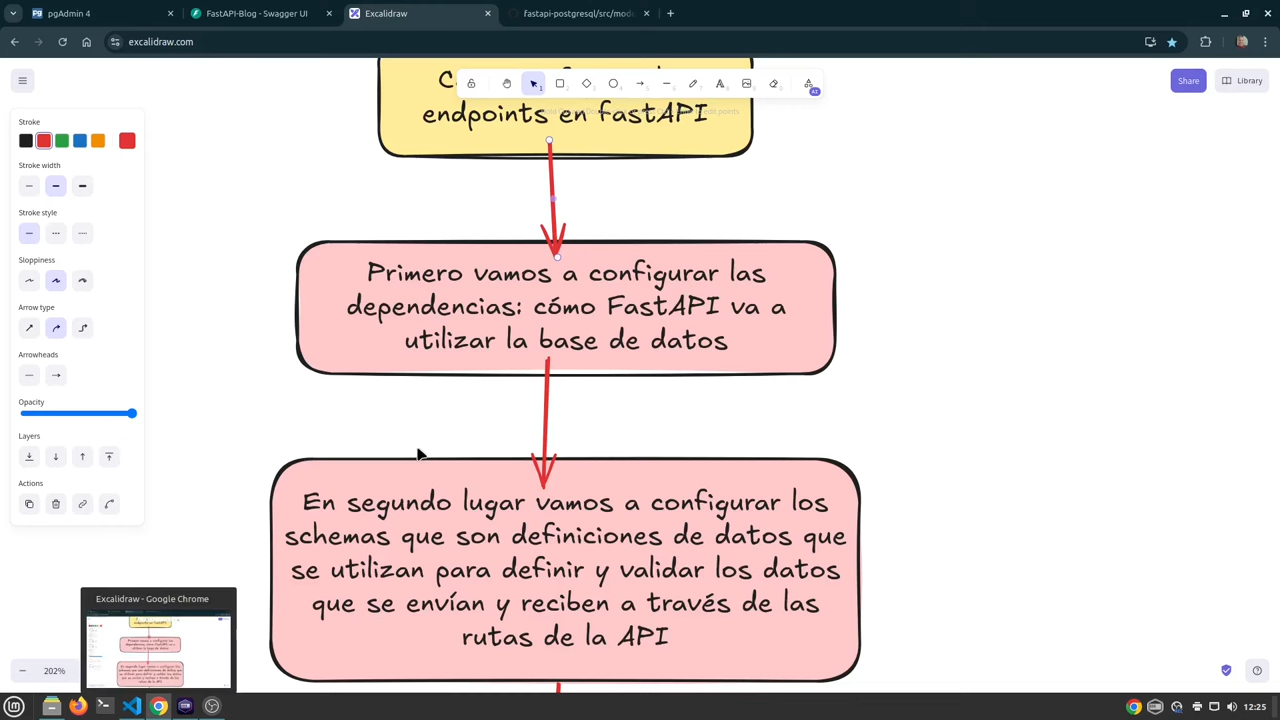 pgAdmin 4
FastAPI-Blog - Swagger UI
Excalidraw
fastapi-postgresql/src/mod
excalidraw.com
Share
Library
endpoints en fastAPI
Stroke
Stroke width
Stroke style
Sloppiness
Arrow type
Arrowheads
Opacity
Layers
Actions
Primero vamos a configurar las
dependencias: cómo FastAPI va a
utilizar la base de datos
En segundo lugar vamos a configurar los
schemas que son definiciones de datos que
se utilizan para definir y validar los datos
que se envían y reciben a través de las
rutas de la API
Excalidraw - Google Chrome
202%
12:25